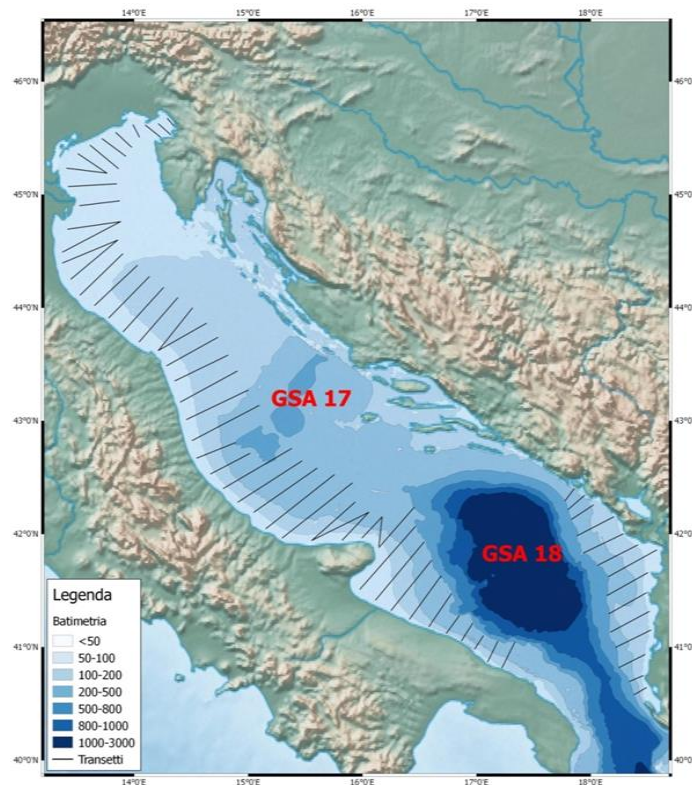 14°0'E 15°0'E 16°0'E 17°0'E 18°0'E
46°0'N 46°0'N
45°0'N 45°0'N
44°0'N 44°0'N
GSA 17
43°0'N 43°0'N
42°0'N 42°0'N
GSA 18
41°0'N 41°0'N
40°0'N 40°0'N
Legenda
Batimetria
<50
50-100
100-200
200-500
500-800
800-1000
1000-3000
Transetti
14°0'E 15°0'E 16°0'E 17°0'E 18°0'E